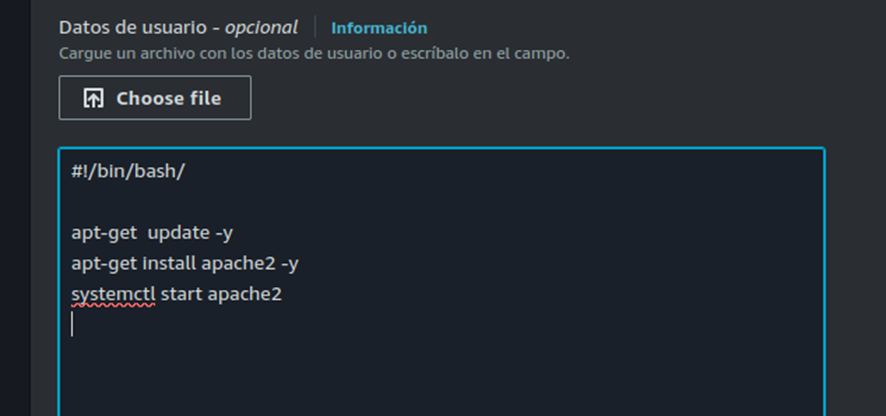 Datos de usuario - opcional | Información
Cargue un archivo con los datos de usuario o escríbalo en el campo.
Choose file
#!/bin/bash/
apt-get  update -y
apt-get install apache2 -y
systemctl start apache2